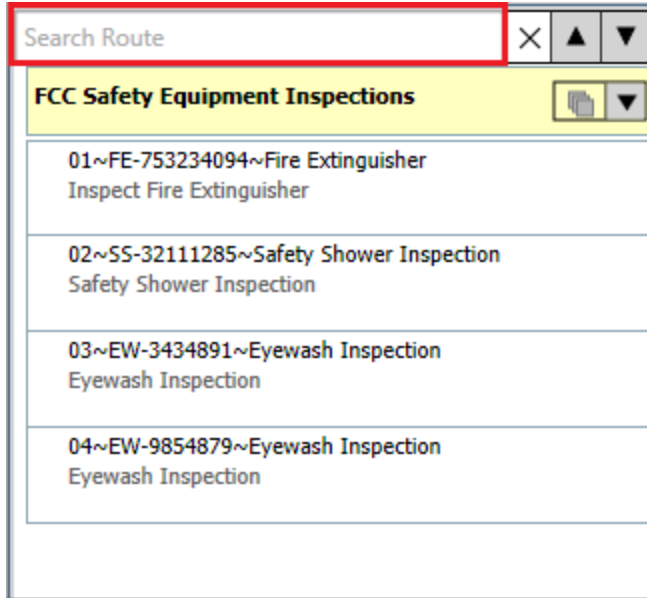 Search Route
FCC Safety Equipment Inspections
01~FE-753234094~Fire Extinguisher
Inspect Fire Extinguisher
02~SS-32111285~Safety Shower Inspection
Safety Shower Inspection
03~EW-3434891~Eyewash Inspection
Eyewash Inspection
04~EW-9854879~Eyewash Inspection
Eyewash Inspection